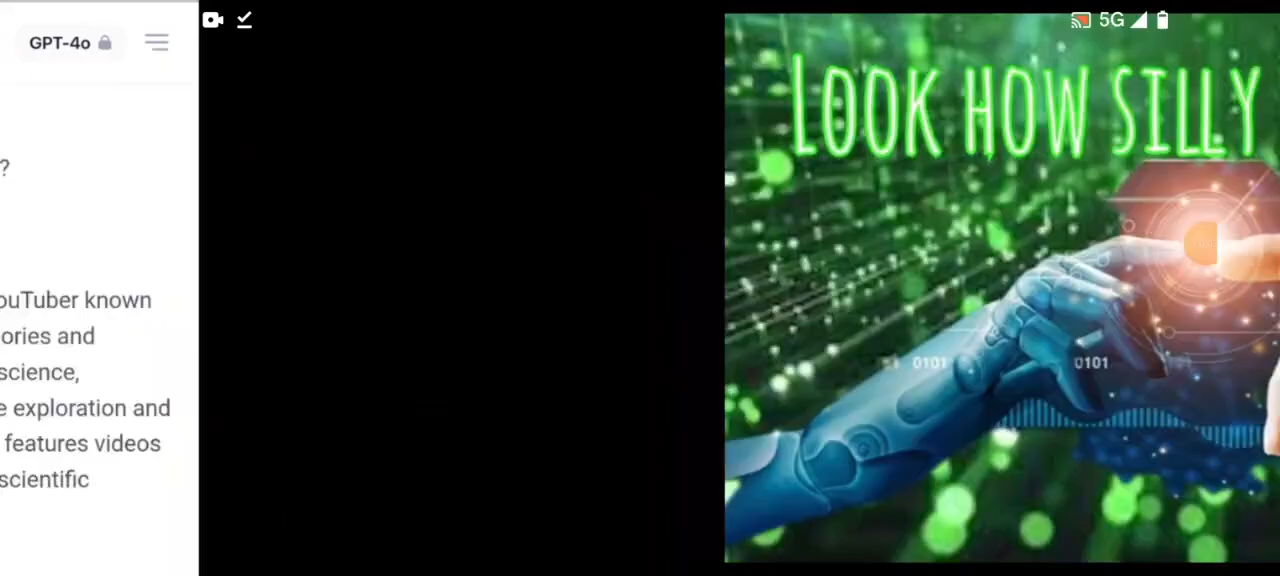 GPT-4o
5G
LOOK HOW SILLY
?
ouTuber known
ories and
science,
e exploration and
features videos
scientific
0101
0101